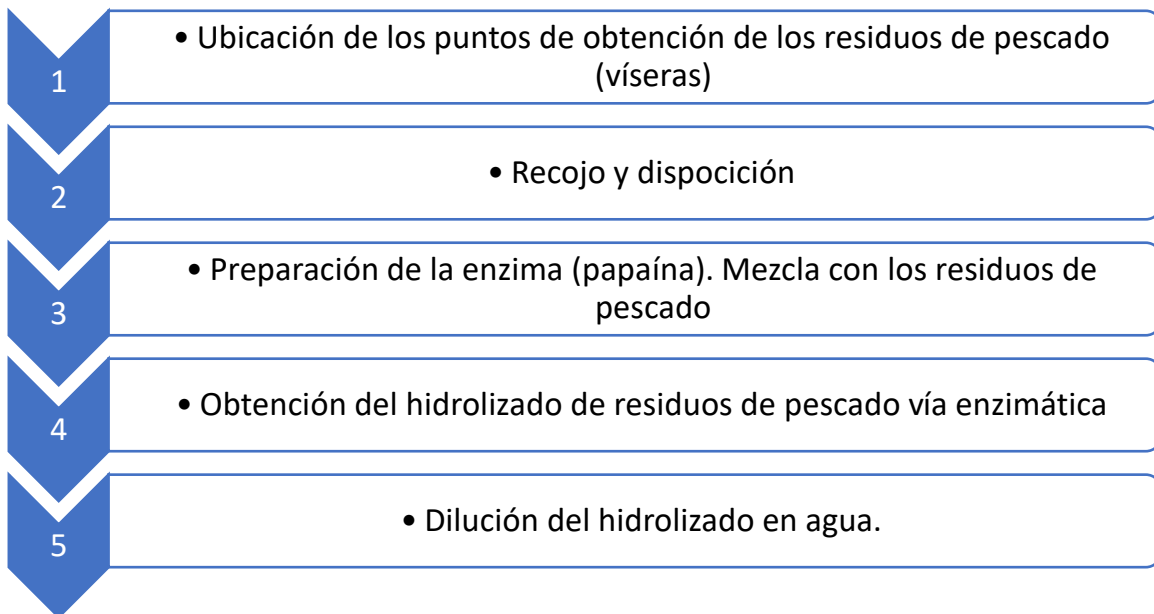 1
• Ubicación de los puntos de obtención de los residuos de pescado
(víseras)
2
• Recojo y dispocición
3
• Preparación de la enzima (papaína). Mezcla con los residuos de
pescado
4
• Obtención del hidrolizado de residuos de pescado vía enzimática
5
• Dilución del hidrolizado en agua.